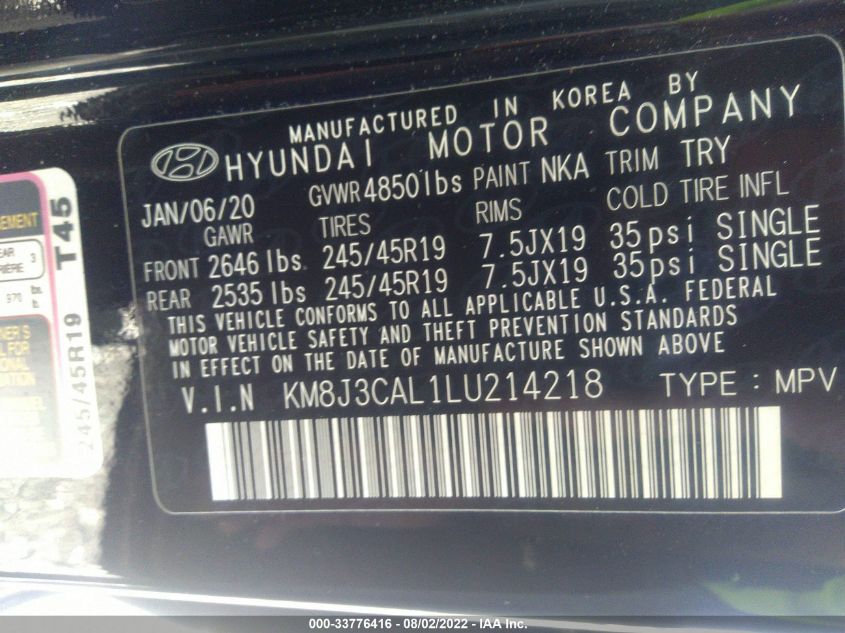 MANUFACTURED IN KOREA BY
HYUNDAI MOTOR COMPANY
JAN/06/20 GVWR 4850 lbs PAINT NKA TRIM TRY
GAWR TIRES RIMS COLD TIRE INFL
FRONT 2646 lbs. 245/45R19 7.5JX19 35psi SINGLE
REAR 2535 lbs 245/45R19 7.5JX19 35psi SINGLE
THIS VEHICLE CONFORMS TO ALL APPLICABLE U.S.A. FEDERAL
MOTOR VEHICLE SAFETY AND THEFT PREVENTION STANDARDS
IN EFFECT ON THE DATE OF MANUFACTURE SHOWN ABOVE
V.I.N KM8J3CAL1LU214218 TYPE : MPV
3
970 lbs.
245/45R19 T45
000-33776416 - 08/02/2022 - IAA Inc.